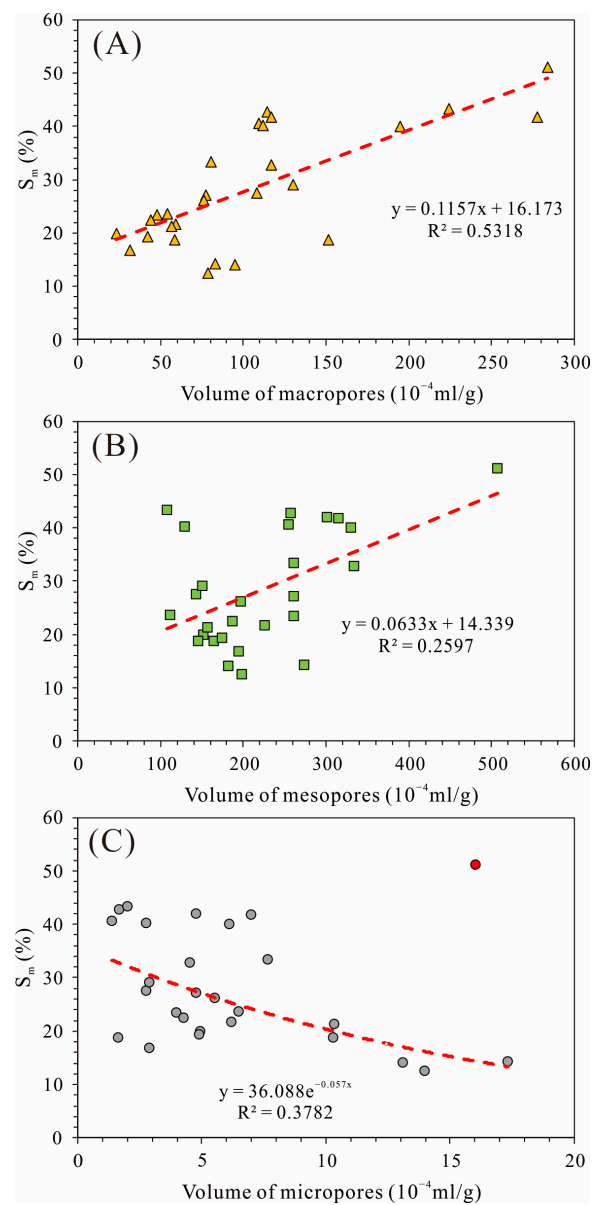 (A)
60
50
40
30
20
10
0
S_m (%)
y = 0.1157x + 16.173
R² = 0.5318
0 50 100 150 200 250 300
Volume of macropores (10⁻⁴ml/g)
(B)
60
50
40
30
20
10
0
S_m (%)
y = 0.0633x + 14.339
R² = 0.2597
0 100 200 300 400 500 600
Volume of mesopores (10⁻⁴ml/g)
(C)
60
50
40
30
20
10
0
S_m (%)
y = 36.088e⁻⁰·⁰⁵⁷ˣ
R² = 0.3782
0 5 10 15 20
Volume of micropores (10⁻⁴ml/g)